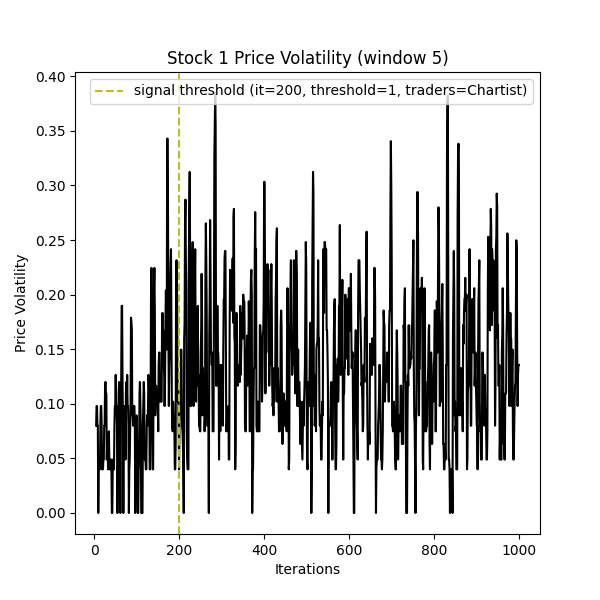 Stock 1 Price Volatility (window 5)
signal threshold (it=200, threshold=1, traders=Chartist)
0.40
0.35
0.30
0.25
0.20
0.15
0.10
0.05
0.00
Price Volatility
0 200 400 600 800 1000
Iterations